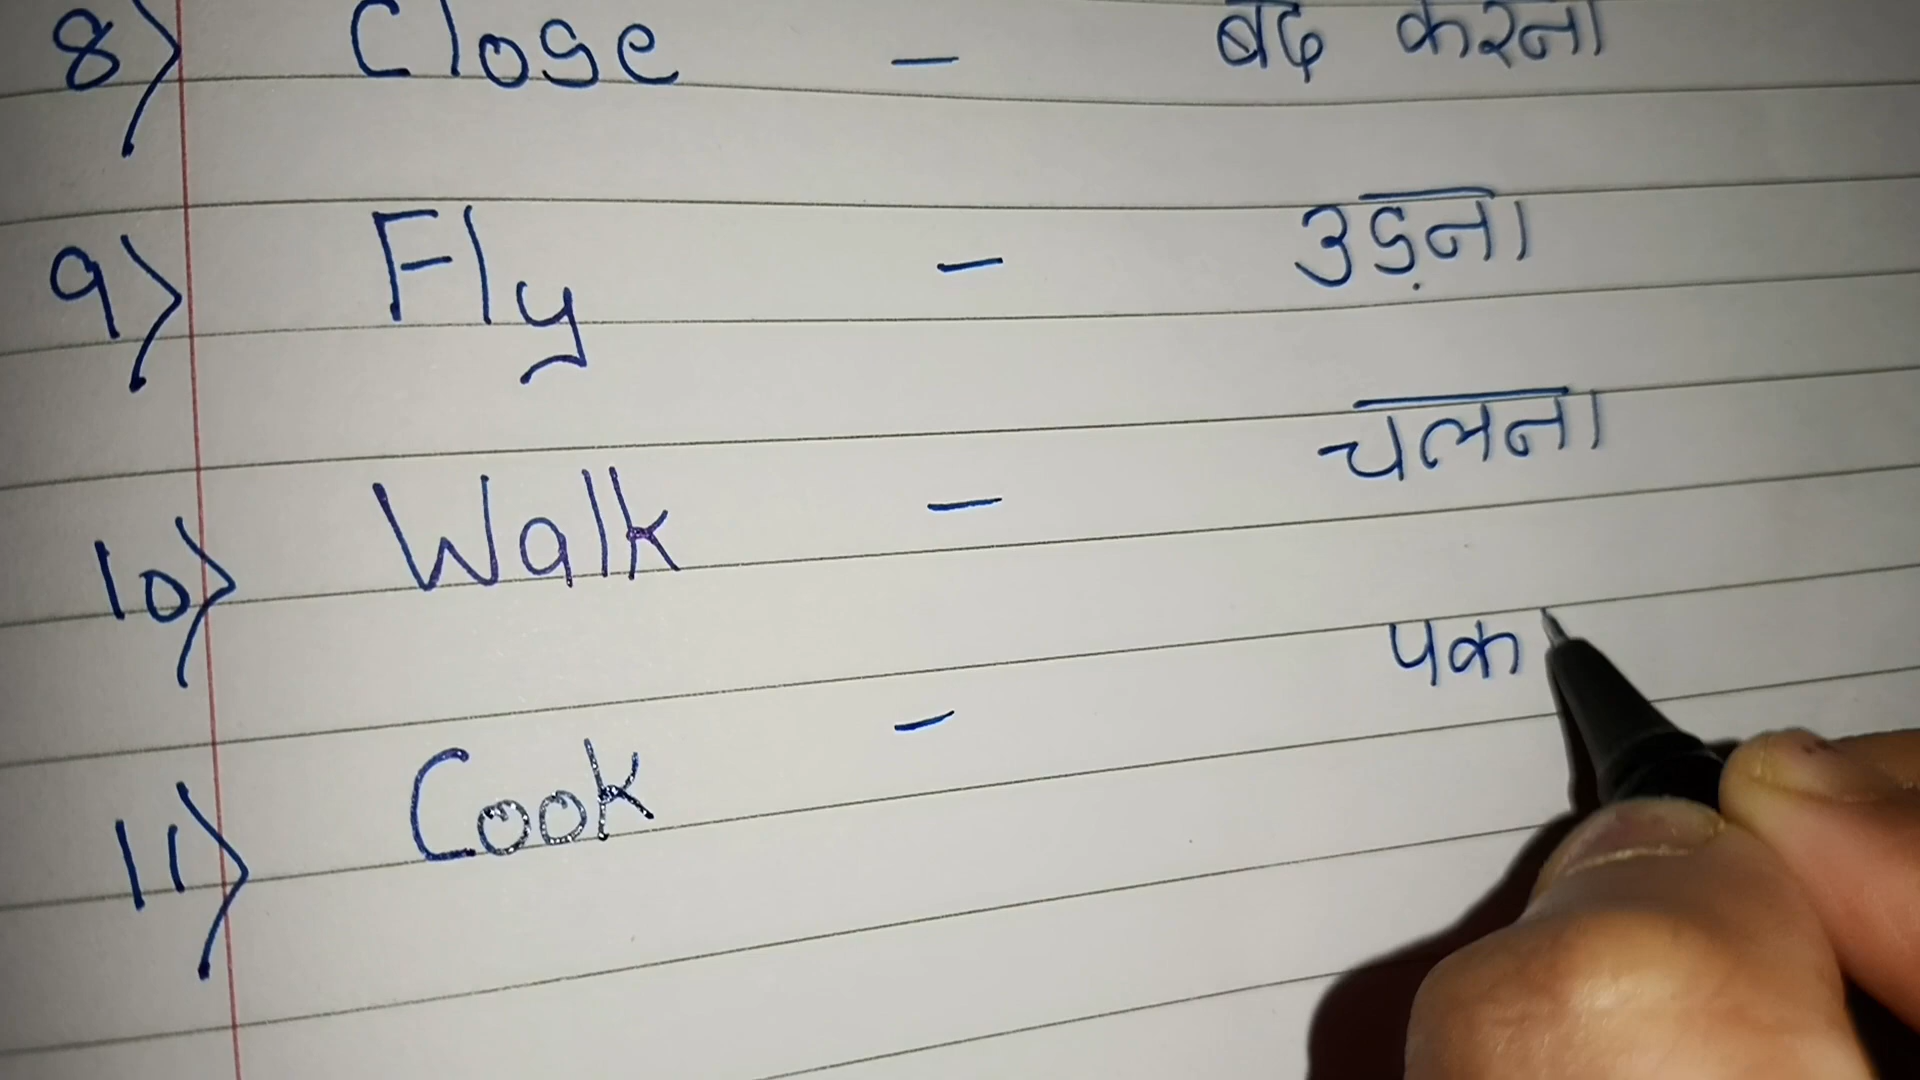 8) Close - बंद करना
9) Fly - उड़ना
10) Walk - चलना
11) Cook - पक